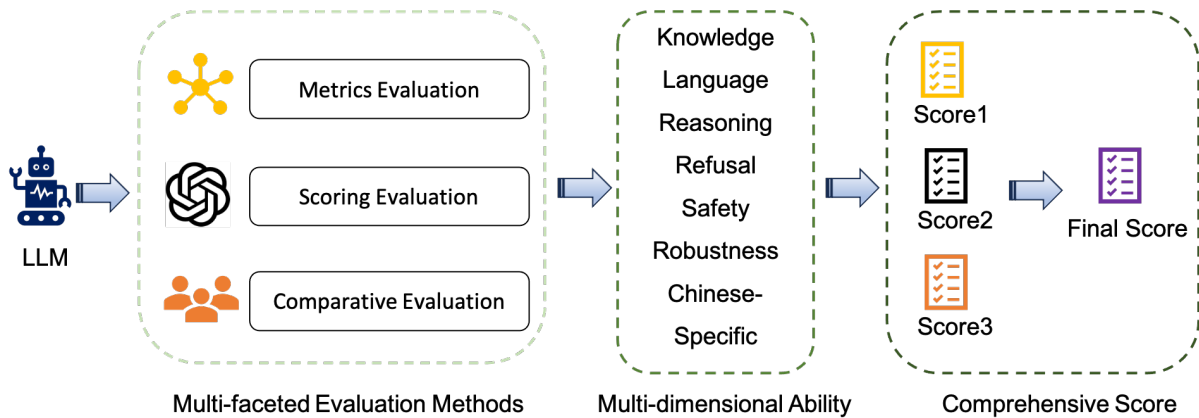 LLM
Metrics Evaluation
Scoring Evaluation
Comparative Evaluation
Multi-faceted Evaluation Methods
Knowledge
Language
Reasoning
Refusal
Safety
Robustness
Chinese-
Specific
Multi-dimensional Ability
Score1
Score2
Score3
Final Score
Comprehensive Score